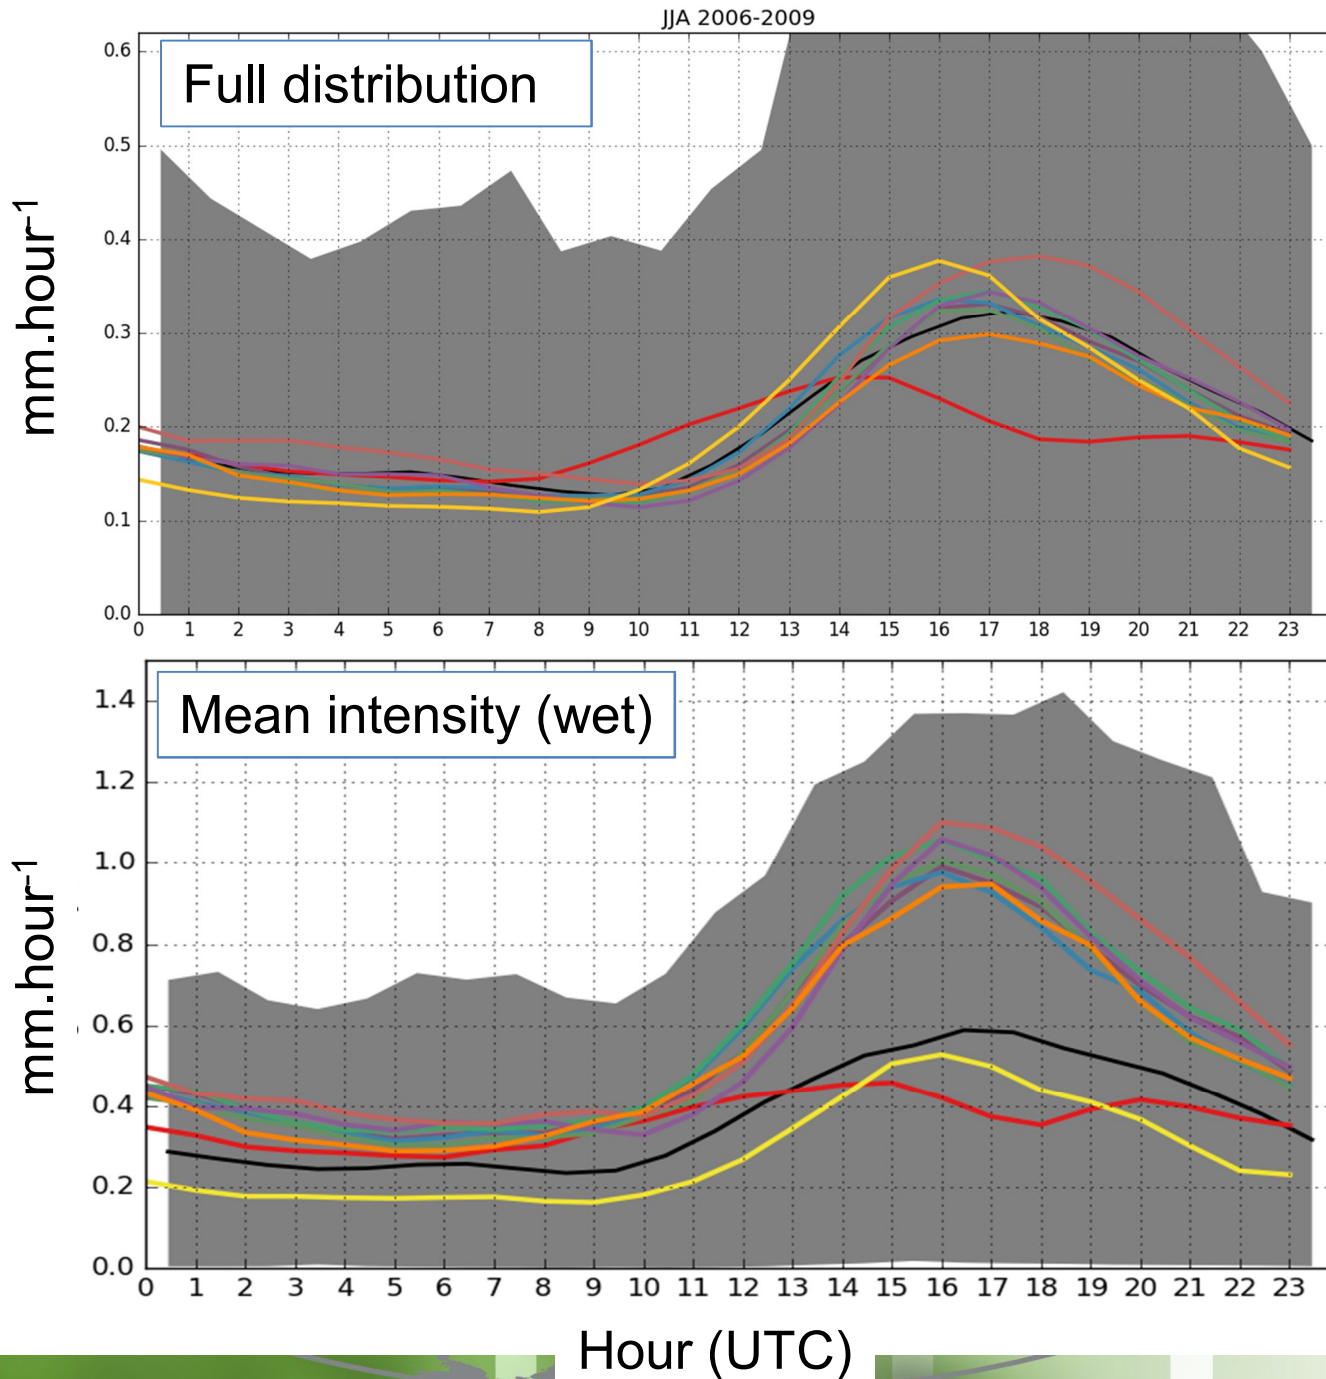 JJA 2006-2009
Full distribution
mm.hour-1
0.6
0.5
0.4
0.3
0.2
0.1
0.0
0 1 2 3 4 5 6 7 8 9 10 11 12 13 14 15 16 17 18 19 20 21 22 23
Mean intensity (wet)
mm.hour-1
1.4
1.2
1.0
0.8
0.6
0.4
0.2
0.0
0 1 2 3 4 5 6 7 8 9 10 11 12 13 14 15 16 17 18 19 20 21 22 23
Hour (UTC)